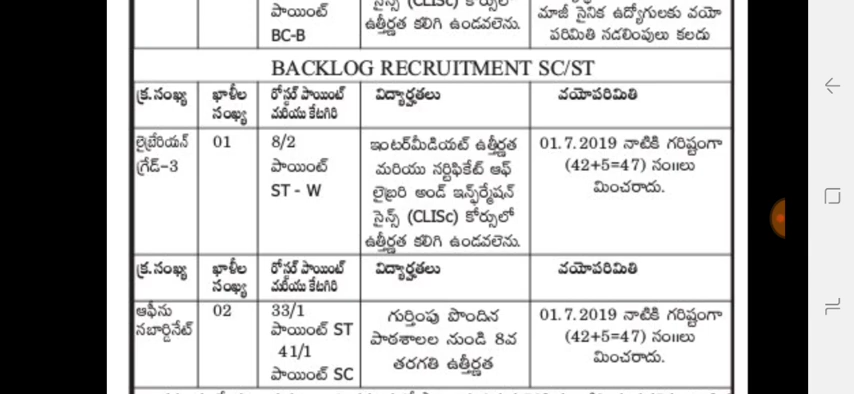 పాయింట్
BC-B
సైన్స్ (CLISc) కోర్సులో
ఉత్తీర్ణత కలిగి ఉండవలెను.
మాజీ సైనిక ఉద్యోగులకు వయో
పరిమితి నడలింపులు కలదు
BACKLOG RECRUITMENT SC/ST
క్ర.సంఖ్య
ఖాళీల
సంఖ్య
రోస్టర్ పాయింట్
మరియు కేటగిరి
విద్యార్హతలు
వయోపరిమితి
లైబ్రేరియన్
గ్రేడ్-3
01
8/2
పాయింట్
ST - W
ఇంటర్‌మీడియట్ ఉత్తీర్ణత
మరియు సర్టిఫికేట్ ఆఫ్
లైబ్రరి అండ్ ఇన్ఫర్మేషన్
సైన్స్ (CLISc) కోర్సులో
ఉత్తీర్ణత కలిగి ఉండవలెను.
01.7.2019 నాటికి గరిష్టంగా
(42+5=47) సం॥లు
మించరాదు.
క్ర.సంఖ్య
ఖాళీల
సంఖ్య
రోస్టర్ పాయింట్
మరియు కేటగిరి
విద్యార్హతలు
వయోపరిమితి
ఆఫీసు
సబార్డినేట్
02
33/1
పాయింట్ ST
41/1
పాయింట్ SC
గుర్తింపు పొందిన
పాఠశాలల నుండి 8వ
తరగతి ఉత్తీర్ణత
01.7.2019 నాటికి గరిష్టంగా
(42+5=47) సం॥లు
మించరాదు.